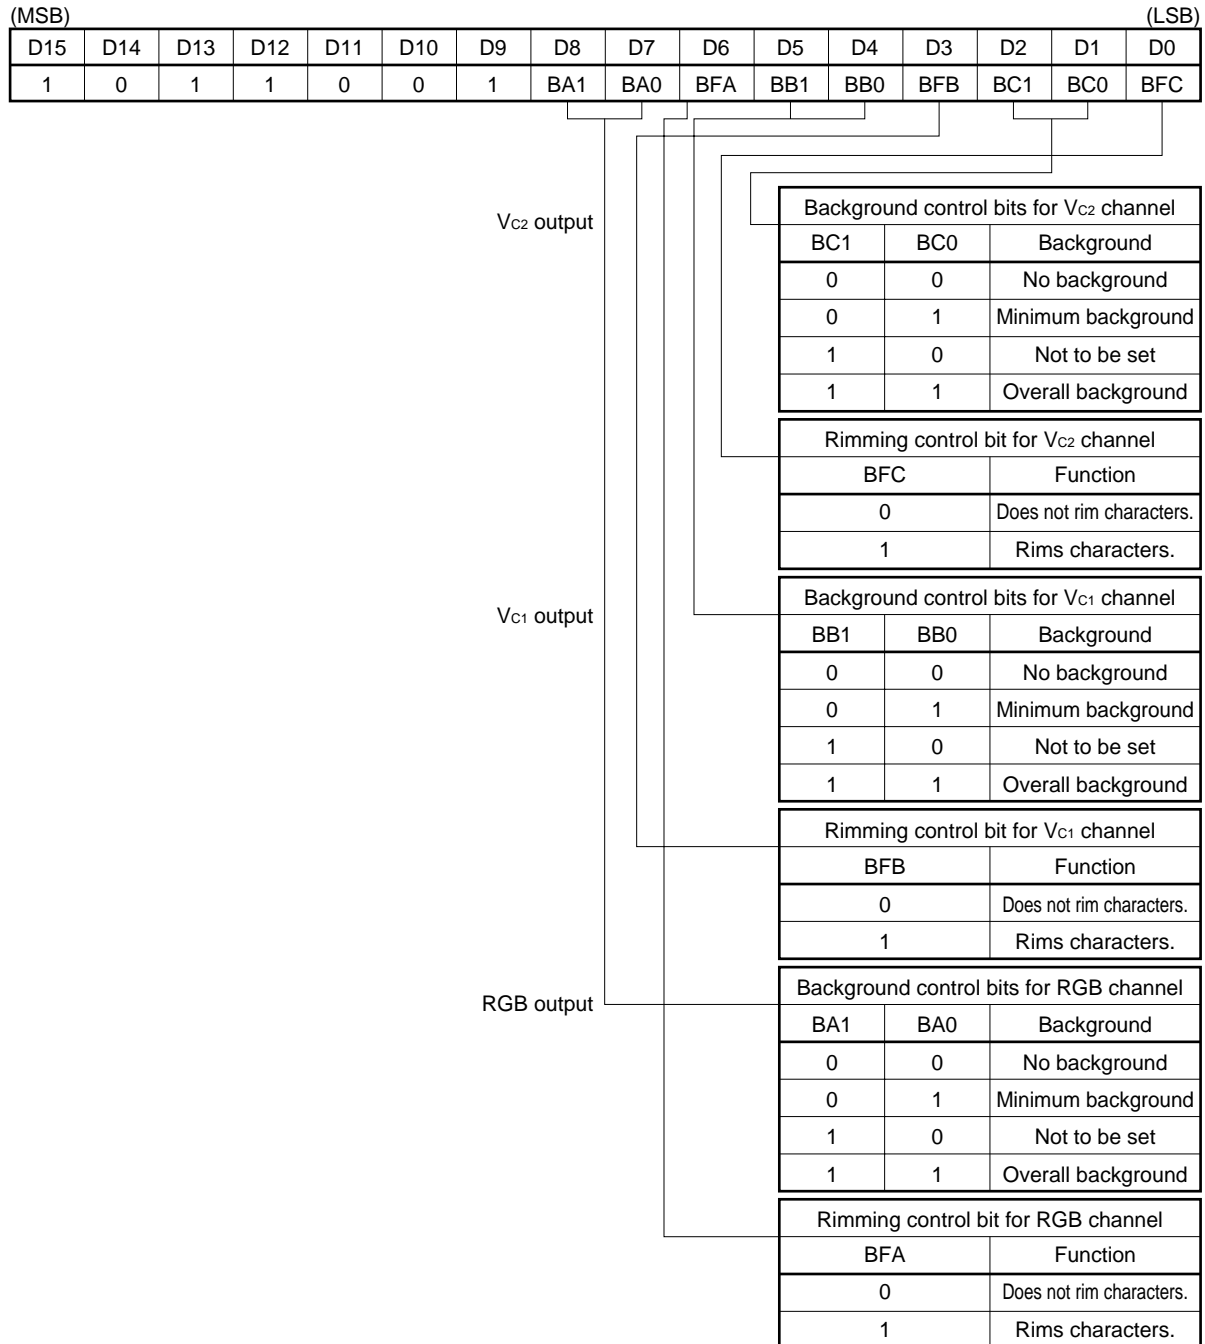 (MSB) (LSB)
D15 D14 D13 D12 D11 D10 D9 D8 D7 D6 D5 D4 D3 D2 D1 D0
1 0 1 1 0 0 1 BA1 BA0 BFA BB1 BB0 BFB BC1 BC0 BFC
VC2 output
Background control bits for VC2 channel
BC1 BC0 Background
0 0 No background
0 1 Minimum background
1 0 Not to be set
1 1 Overall background
Rimming control bit for VC2 channel
BFC Function
0 Does not rim characters.
1 Rims characters.
VC1 output
Background control bits for VC1 channel
BB1 BB0 Background
0 0 No background
0 1 Minimum background
1 0 Not to be set
1 1 Overall background
Rimming control bit for VC1 channel
BFB Function
0 Does not rim characters.
1 Rims characters.
RGB output
Background control bits for RGB channel
BA1 BA0 Background
0 0 No background
0 1 Minimum background
1 0 Not to be set
1 1 Overall background
Rimming control bit for RGB channel
BFA Function
0 Does not rim characters.
1 Rims characters.